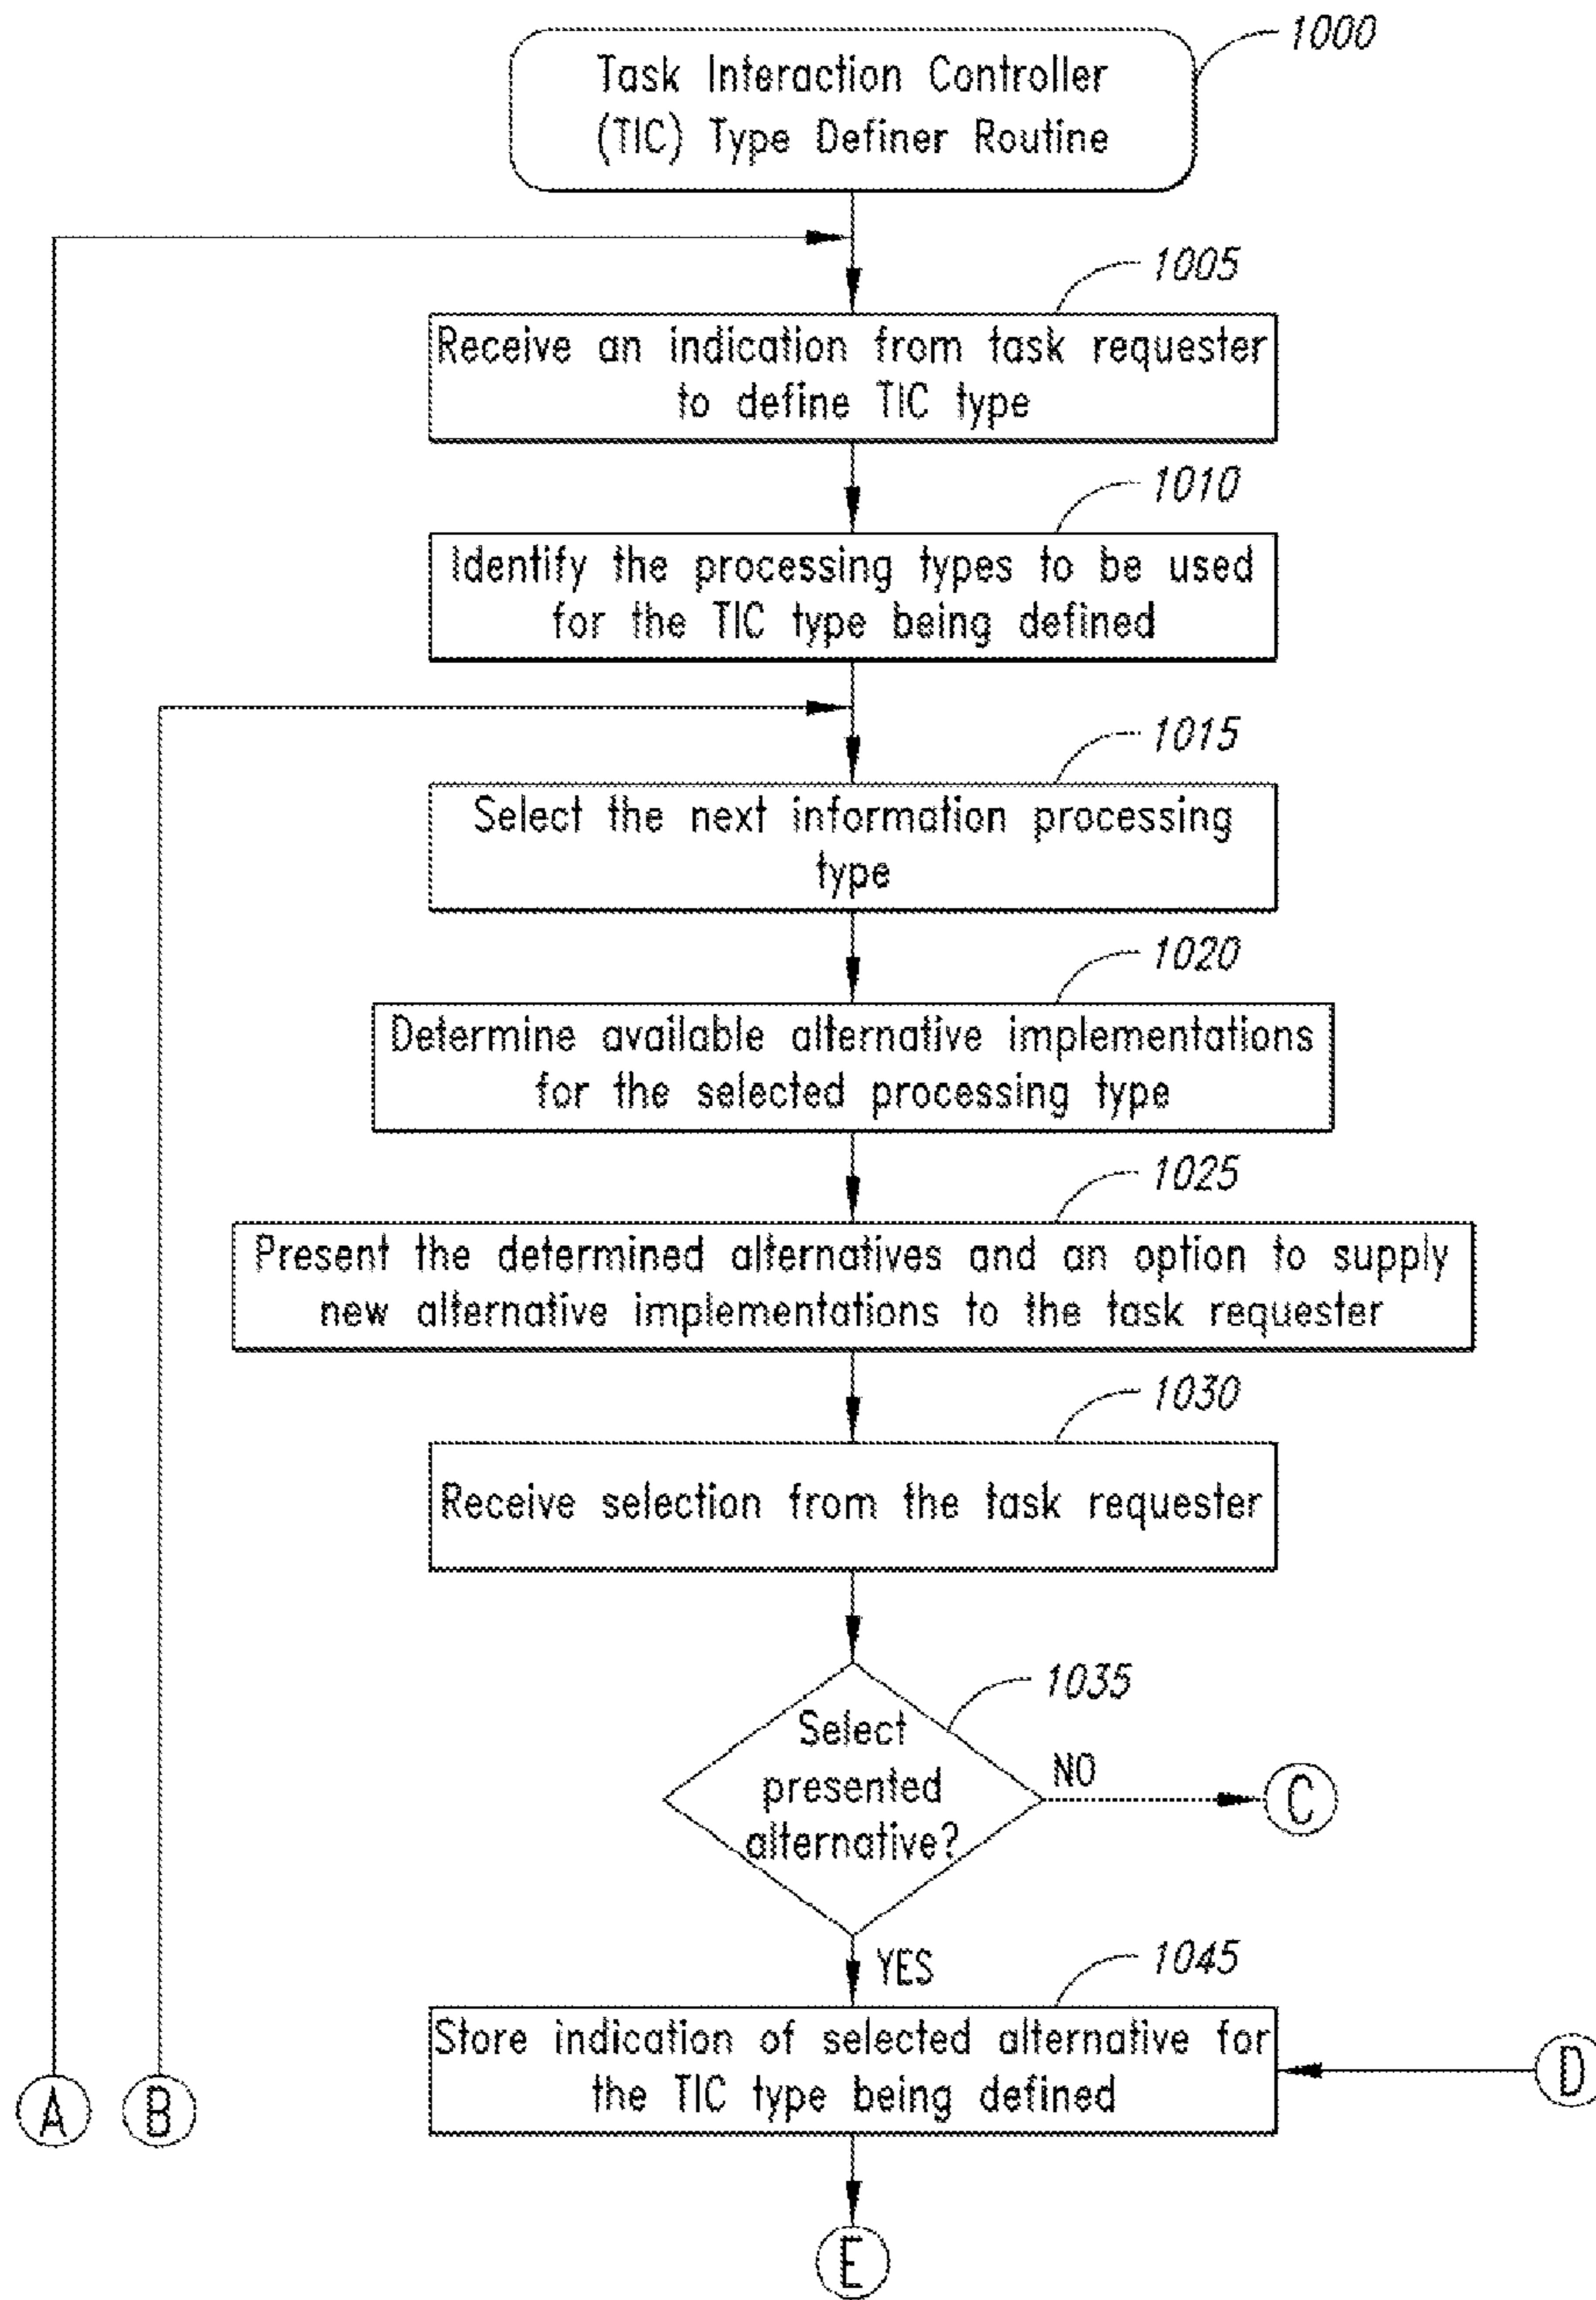 1000
Task Interaction Controller
(TIC) Type Definer Routine
1005
Receive an indication from task requester
to define TIC type
1010
Identify the processing types to be used
for the TIC type being defined
1015
Select the next information processing
type
1020
Determine available alternative implementations
for the selected processing type
1025
Present the determined alternatives and an option to supply
new alternative implementations to the task requester
1030
Receive selection from the task requester
1035
Select
presented
alternative?
NO
C
YES
1045
Store indication of selected alternative for
the TIC type being defined
D
A
B
E